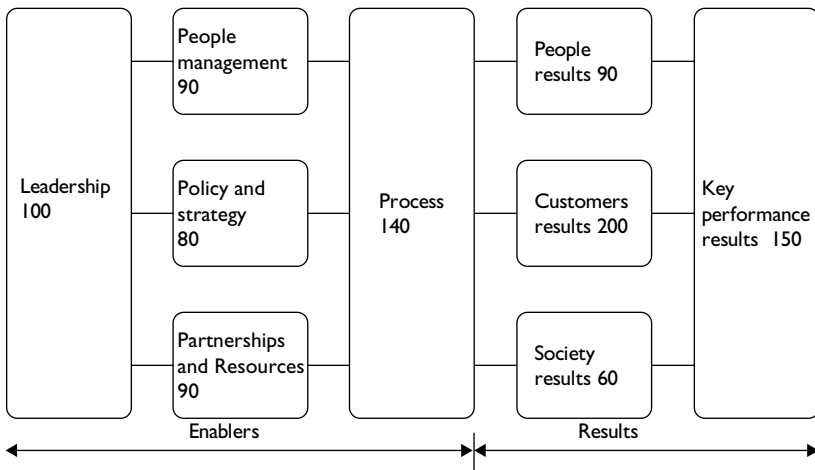 People
management
90
People
results 90
Leadership
100
Policy and
strategy
80
Process
140
Customers
results 200
Key
performance
results 150
Partnerships
and Resources
90
Society
results 60
Enablers
Results